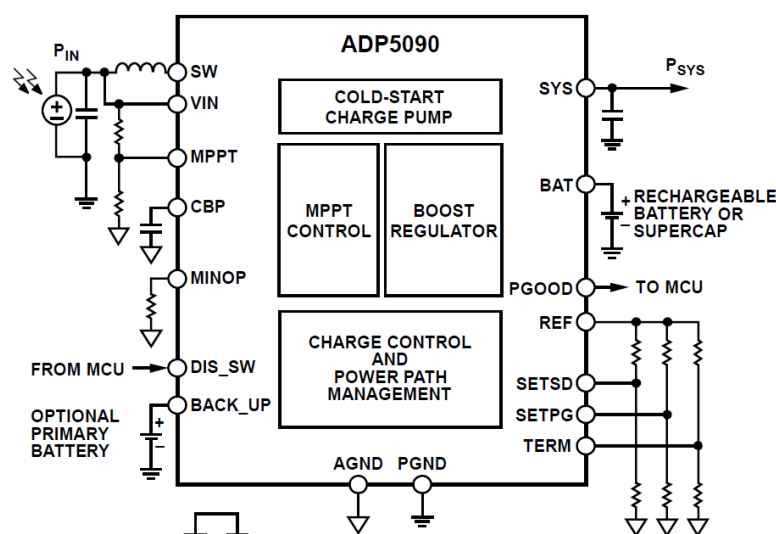 ADP5090
P_IN
SW
VIN
MPPT
CBP
MINOP
FROM MCU
DIS_SW
BACK_UP
OPTIONAL
PRIMARY
BATTERY
COLD-START
CHARGE PUMP
MPPT
CONTROL
BOOST
REGULATOR
CHARGE CONTROL
AND
POWER PATH
MANAGEMENT
SYS
P_SYS
BAT
+
–
RECHARGEABLE
BATTERY OR
SUPERCAP
PGOOD
TO MCU
REF
SETSD
SETPG
TERM
+
–
AGND
PGND